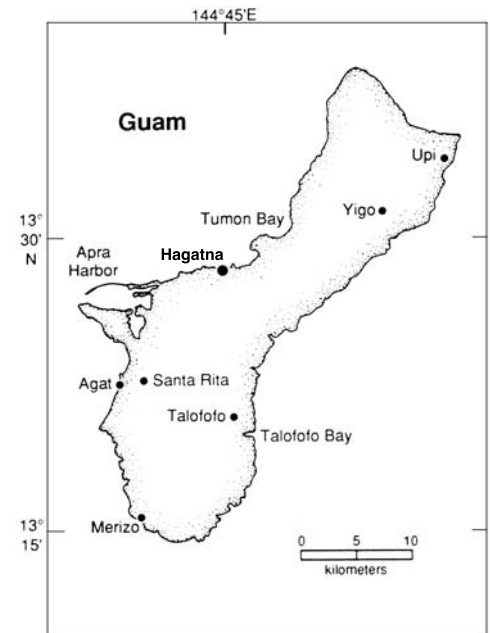 144°45'E
Guam
Upi
Yigo
Tumon Bay
13°
30'
N
Hagatna
Apra
Harbor
Agat
Santa Rita
Talofofo
Talofofo Bay
Merizo
13°
15'
0 5 10
kilometers